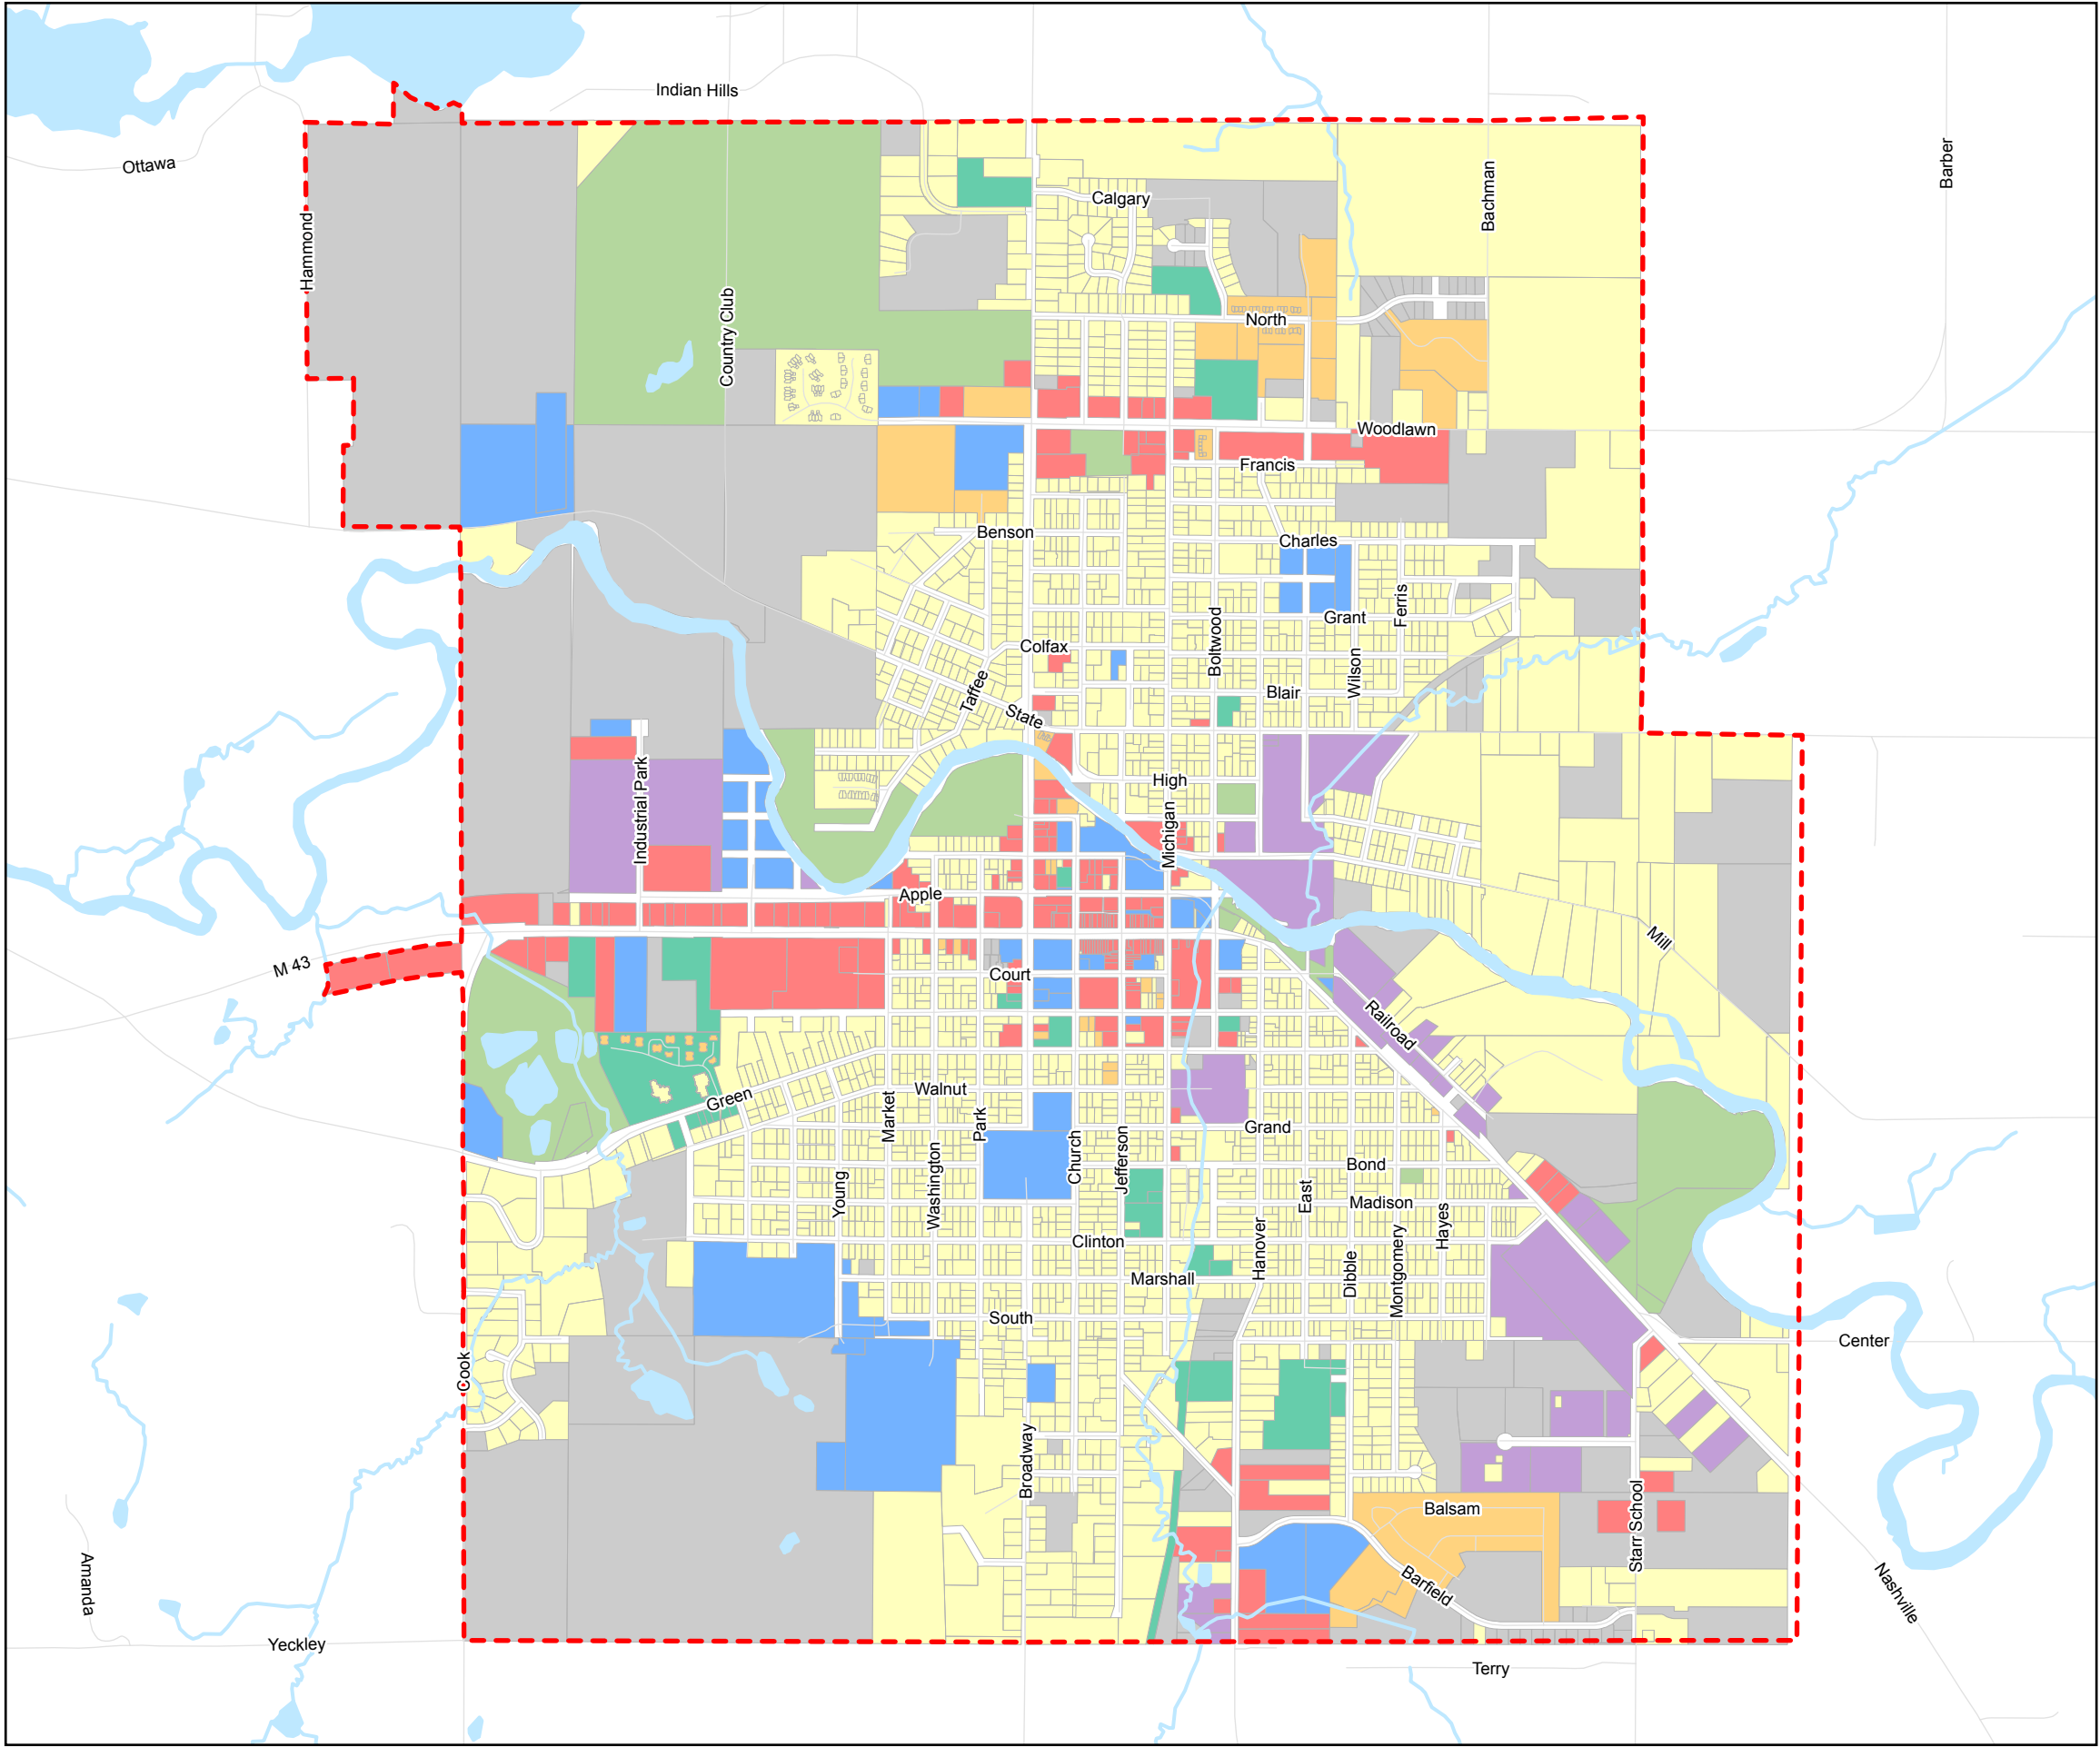 Indian Hills
Ottawa
Barber
Bachman
Calgary
Hammond
Country Club
North
Woodlawn
Francis
Benson
Charles
Ferris
Grant
Boltwood
Colfax
Wilson
Taffee
Blair
State
High
Industrial Park
Michigan
Apple
Mill
M 43
Court
Railroad
Walnut
Green
Market
Park
Grand
Church
Jefferson
Bond
Young
Washington
East
Madison
Hayes
Clinton
Hanover
Dibble
Montgomery
Marshall
South
Center
Cook
Broadway
Balsam
Starr School
Amanda
Barfield
Nashville
Yeckley
Terry